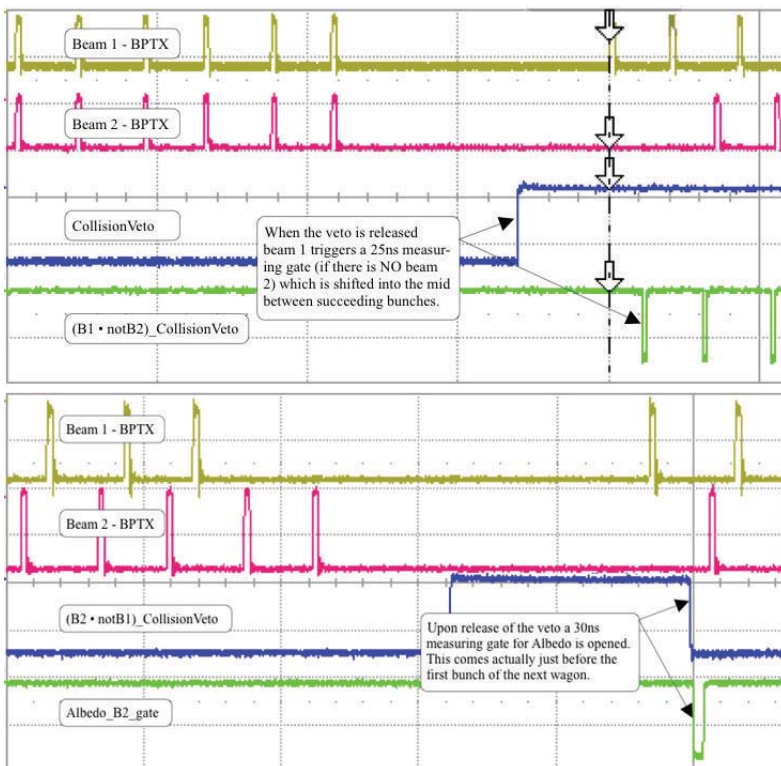 Beam 1 - BPTX
Beam 2 - BPTX
CollisionVeto
When the veto is released
beam 1 triggers a 25ns measur-
ing gate (if there is NO beam
2) which is shifted into the mid
between succeeding bunches.
(B1 • notB2)_CollisionVeto
Beam 1 - BPTX
Beam 2 - BPTX
(B2 • notB1)_CollisionVeto
Upon release of the veto a 30ns
measuring gate for Albedo is opened.
This comes actually just before the
first bunch of the next wagon.
Albedo_B2_gate